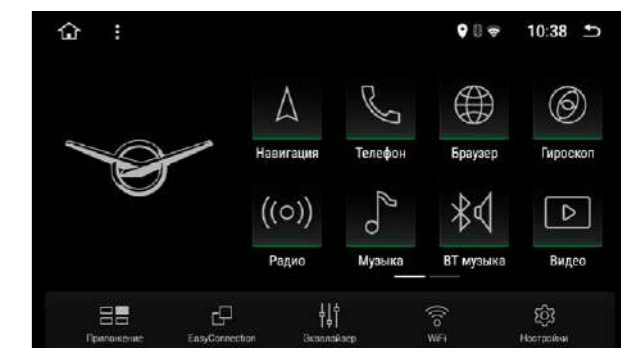 10:38
Навигация Телефон Браузер Гироскоп
Радио Музыка BT музыка Видео
Приложение EasyConnection Эквалайзер WiFi Настройки